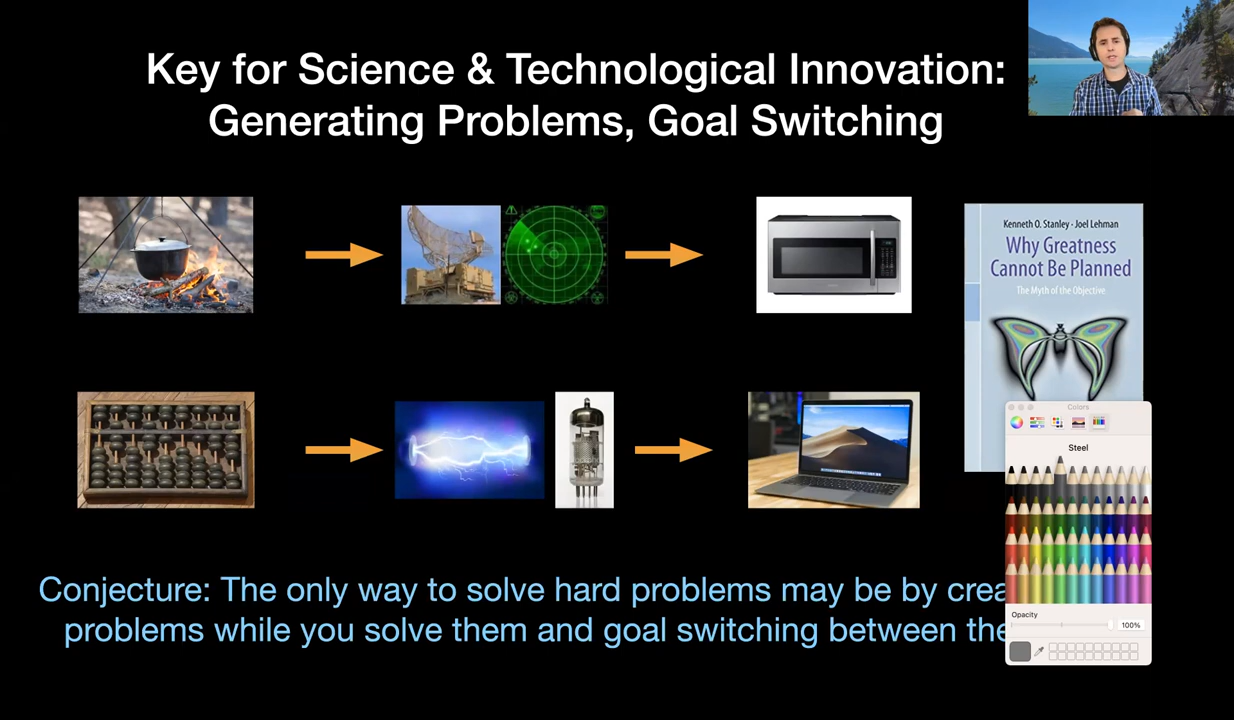 Key for Science & Technological Innovation:
Generating Problems, Goal Switching
Kenneth O. Stanley · Joel Lehman
Why Greatness
Cannot Be Planned
The Myth of the Objective
Colors
Steel
Conjecture: The only way to solve hard problems may be by
problems while you solve them and goal switching between
Opacity
100%